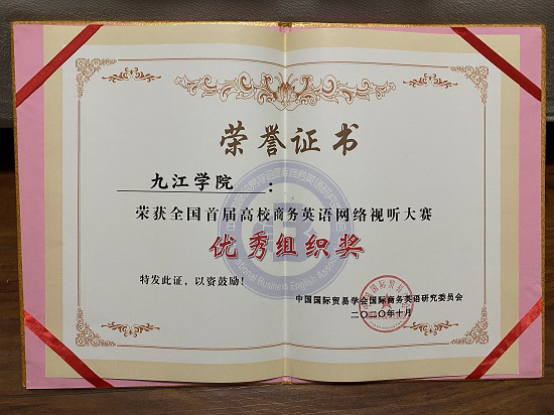 荣誉证书
九江学院：
荣获全国首届高校商务英语网络视听大赛
优秀组织奖
特发此证，以资鼓励！
中国国际贸易学会国际商务英语研究委员会
二〇二〇年十月